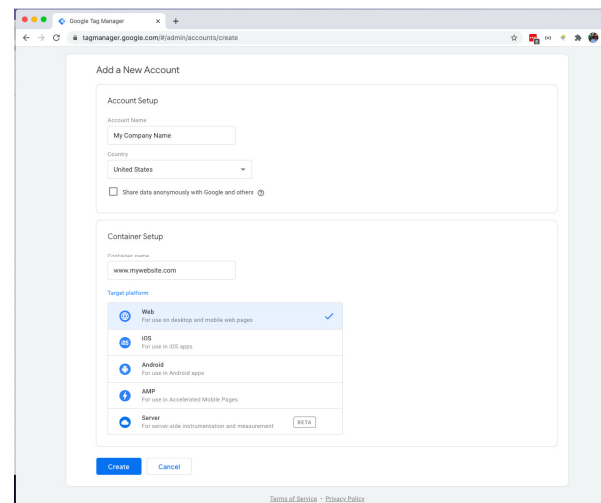 Google Tag Manager
tagmanager.google.com/#/admin/accounts/create
Add a New Account
Account Setup
Account Name
My Company Name
Country
United States
Share data anonymously with Google and others
Container Setup
Container name
www.mywebsite.com
Target platform
Web
For use on desktop and mobile web pages
iOS
iOS
For use in iOS apps
Android
For use in Android apps
AMP
For use in Accelerated Mobile Pages
Server
For server-side instrumentation and measurement
BETA
Create
Cancel
Terms of Service • Privacy Policy